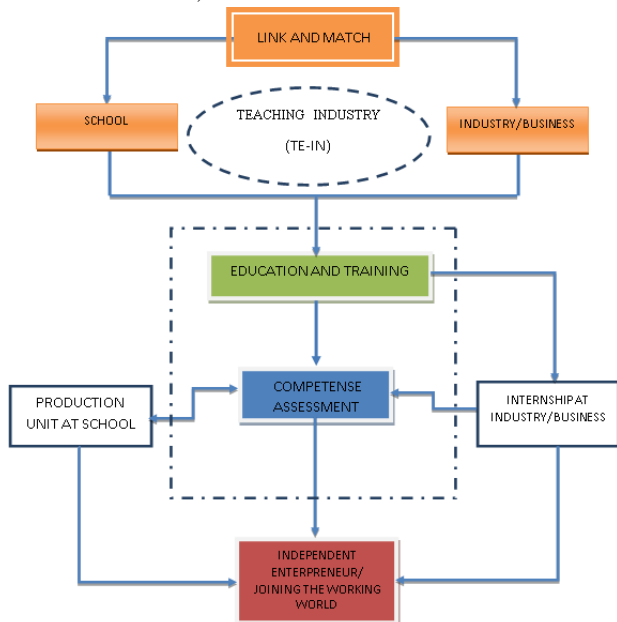 LINK AND MATCH
SCHOOL
TEACHING INDUSTRY
(TE-IN)
INDUSTRY/BUSINESS
EDUCATION AND TRAINING
COMPETENSE
ASSESSMENT
PRODUCTION
UNIT AT SCHOOL
INTERNSHIPAT
INDUSTRY/BUSINESS
INDEPENDENT
ENTERPRENEUR/
JOINING THE WORKING
WORLD